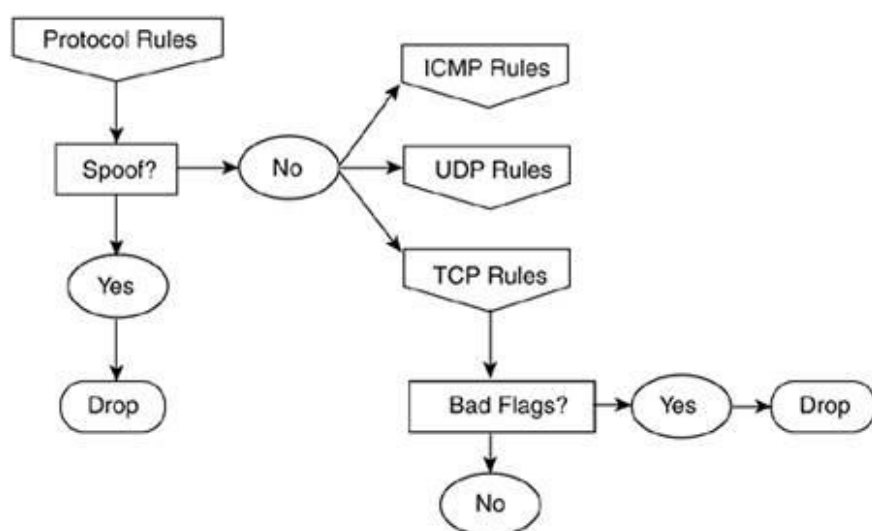 Protocol Rules
ICMP Rules
Spoof?
No
UDP Rules
Yes
TCP Rules
Drop
Bad Flags?
Yes
Drop
No